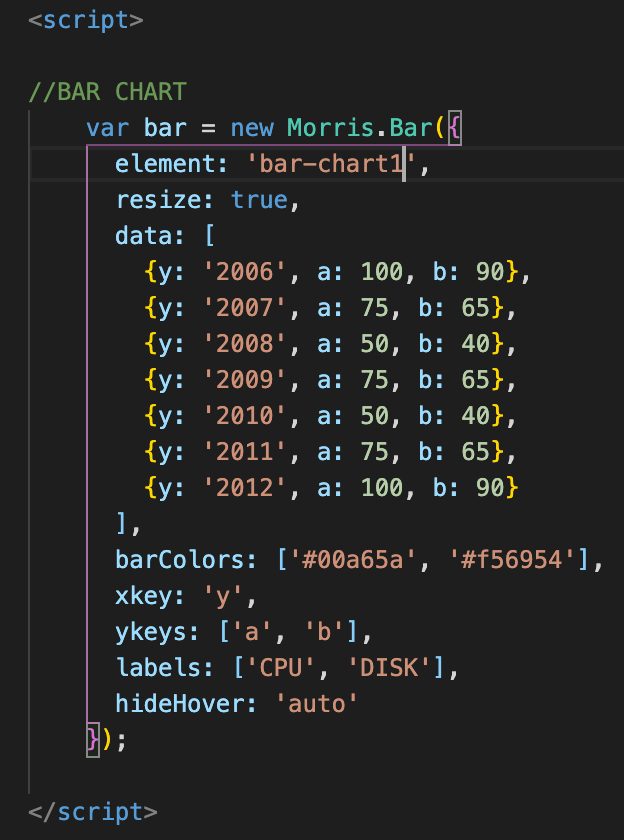 <script>
//BAR CHART
var bar = new Morris.Bar({
element: 'bar-chart1',
resize: true,
data: [
{y: '2006', a: 100, b: 90},
{y: '2007', a: 75, b: 65},
{y: '2008', a: 50, b: 40},
{y: '2009', a: 75, b: 65},
{y: '2010', a: 50, b: 40},
{y: '2011', a: 75, b: 65},
{y: '2012', a: 100, b: 90}
],
barColors: ['#00a65a', '#f56954'],
xkey: 'y',
ykeys: ['a', 'b'],
labels: ['CPU', 'DISK'],
hideHover: 'auto'
});
</script>